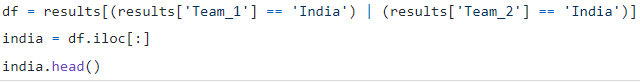 df = results[(results['Team_1'] == 'India') | (results['Team_2'] == 'India')]
india = df.iloc[:]
india.head()